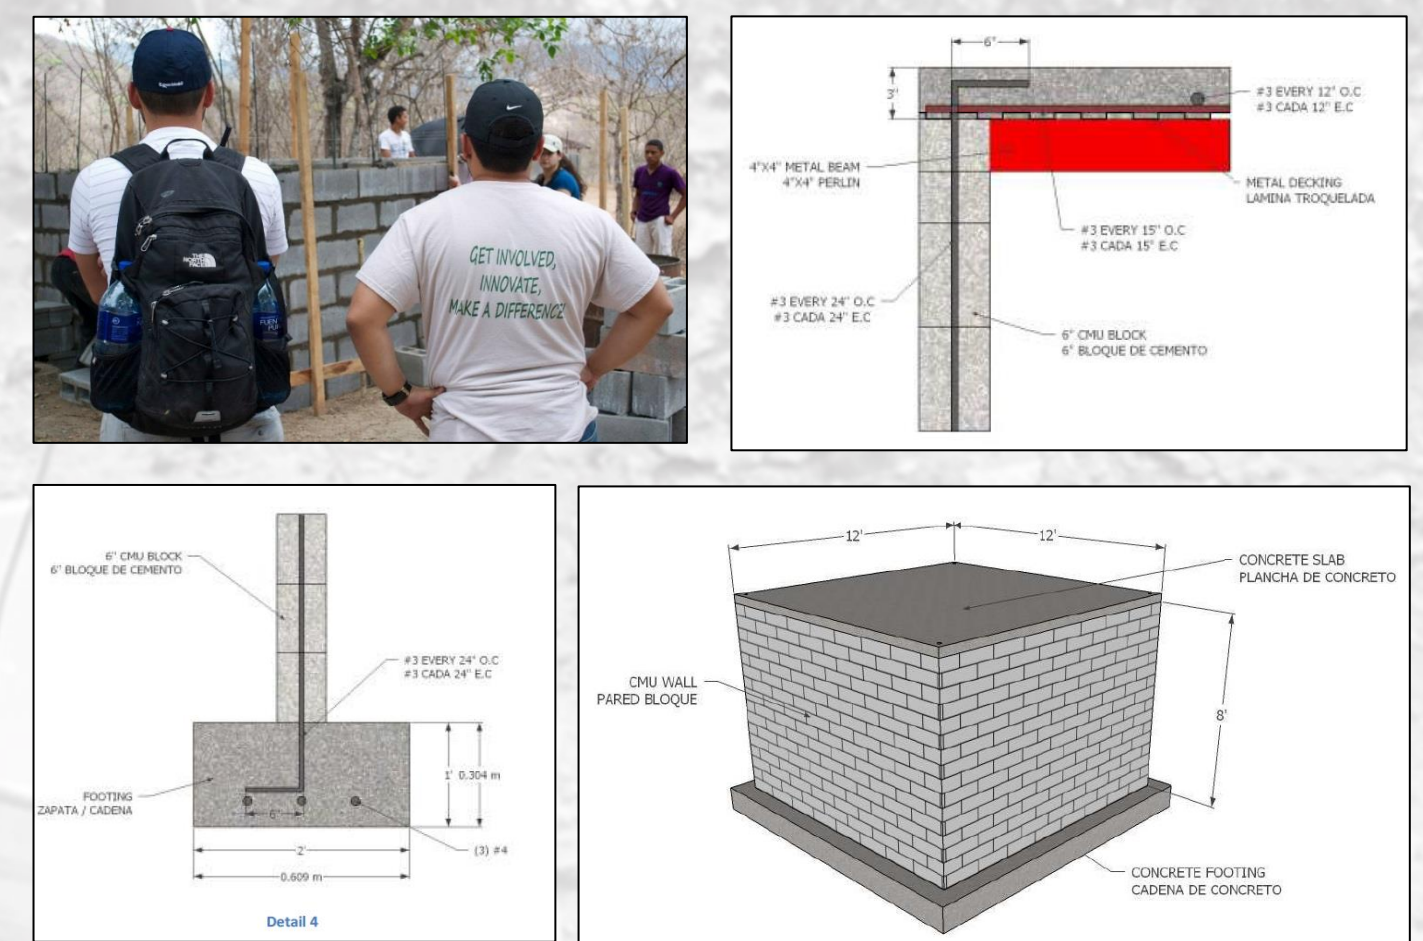 THE
NORTH
FACE
GET INVOLVED,
INNOVATE,
MAKE A DIFFERENCE!
6"
3"
#3 EVERY 12" O.C
#3 CADA 12" E.C
4"X4" METAL BEAM
4"X4" PERLIN
METAL DECKING
LAMINA TROQUELADA
#3 EVERY 15" O.C
#3 CADA 15" E.C
#3 EVERY 24" O.C
#3 CADA 24" E.C
6" CMU BLOCK
6" BLOQUE DE CEMENTO
6" CMU BLOCK
6" BLOQUE DE CEMENTO
#3 EVERY 24" O.C
#3 CADA 24" E.C
1' 0.304 m
FOOTING
ZAPATA / CADENA
6"
2'
(3) #4
0.609 m
Detail 4
12'
12'
CONCRETE SLAB
PLANCHA DE CONCRETO
CMU WALL
PARED BLOQUE
8'
CONCRETE FOOTING
CADENA DE CONCRETO